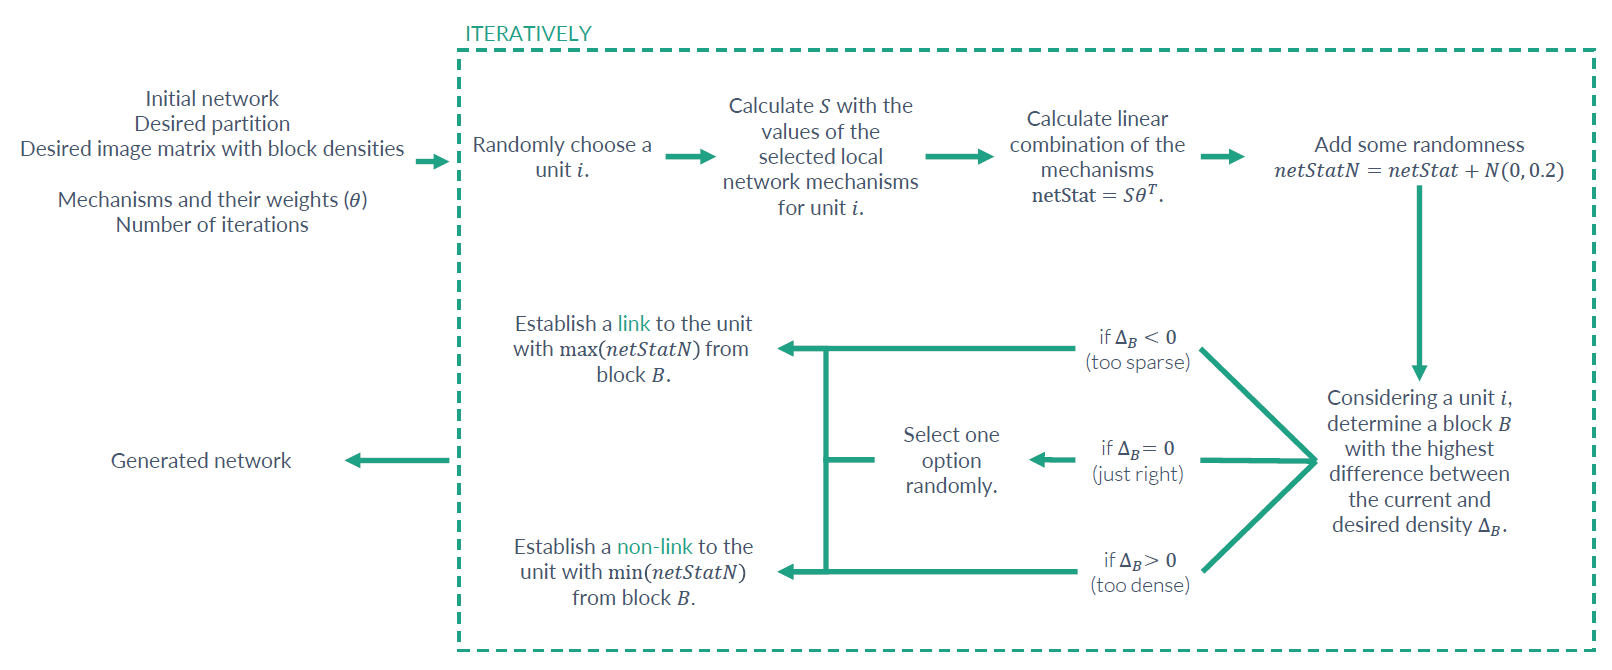 ITERATIVELY
Initial network
Desired partition
Desired image matrix with block densities
Mechanisms and their weights (θ)
Number of iterations
Randomly choose a
unit i.
Calculate S with the
values of the
selected local
network mechanisms
for unit i.
Calculate linear
combination of the
mechanisms
netStat = Sθᵀ.
Add some randomness
netStatN = netStat + N(0, 0.2)
Considering a unit i,
determine a block B
with the highest
difference between
the current and
desired density Δ_B.
if Δ_B < 0
(too sparse)
if Δ_B = 0
(just right)
if Δ_B > 0
(too dense)
Select one
option
randomly.
Establish a link to the unit
with max(netStatN) from
block B.
Establish a non-link to the
unit with min(netStatN)
from block B.
Generated network